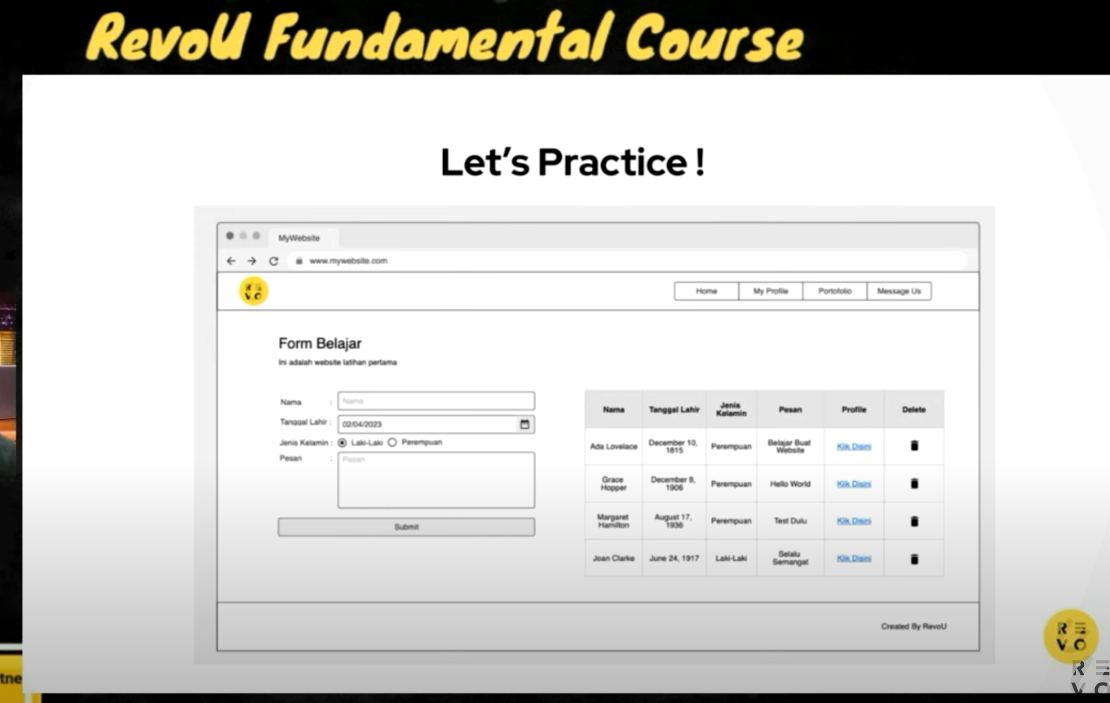 RevoU Fundamental Course
Let's Practice !
MyWebsite
www.mywebsite.com
R E
V O
Home
My Profile
Portofolio
Message Us
Form Belajar
Ini adalah website latihan pertama
Nama :
Nama
Tanggal Lahir :
02/04/2023
Jenis Kelamin :
Laki-Laki
Perempuan
Pesan :
Pesan
Submit
Nama Tanggal Lahir Jenis Kelamin Pesan Profile Delete
Ada Lovelace December 10, 1815 Perempuan Belajar Buat Website Klik Disini
Grace Hopper December 9, 1906 Perempuan Hello World Klik Disini
Margaret Hamilton August 17, 1936 Perempuan Test Dulu Klik Disini
Joan Clarke June 24, 1917 Laki-Laki Selalu Semangat Klik Disini
Created By RevoU
R E
V O
R E
V O
tne